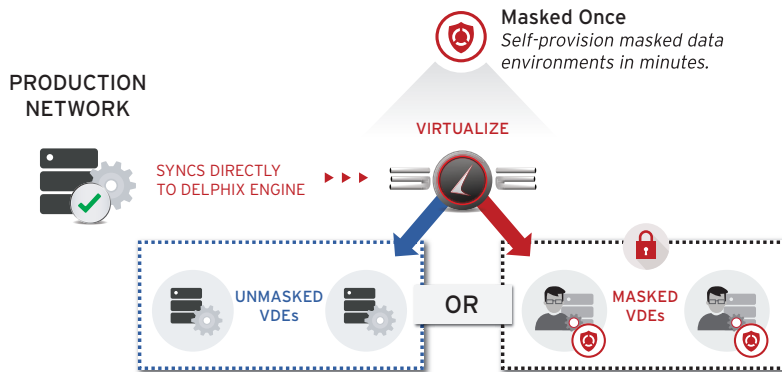 Masked Once
Self-provision masked data
environments in minutes.
PRODUCTION
NETWORK
VIRTUALIZE
SYNCS DIRECTLY
TO DELPHIX ENGINE
UNMASKED
VDEs
OR
MASKED
VDEs